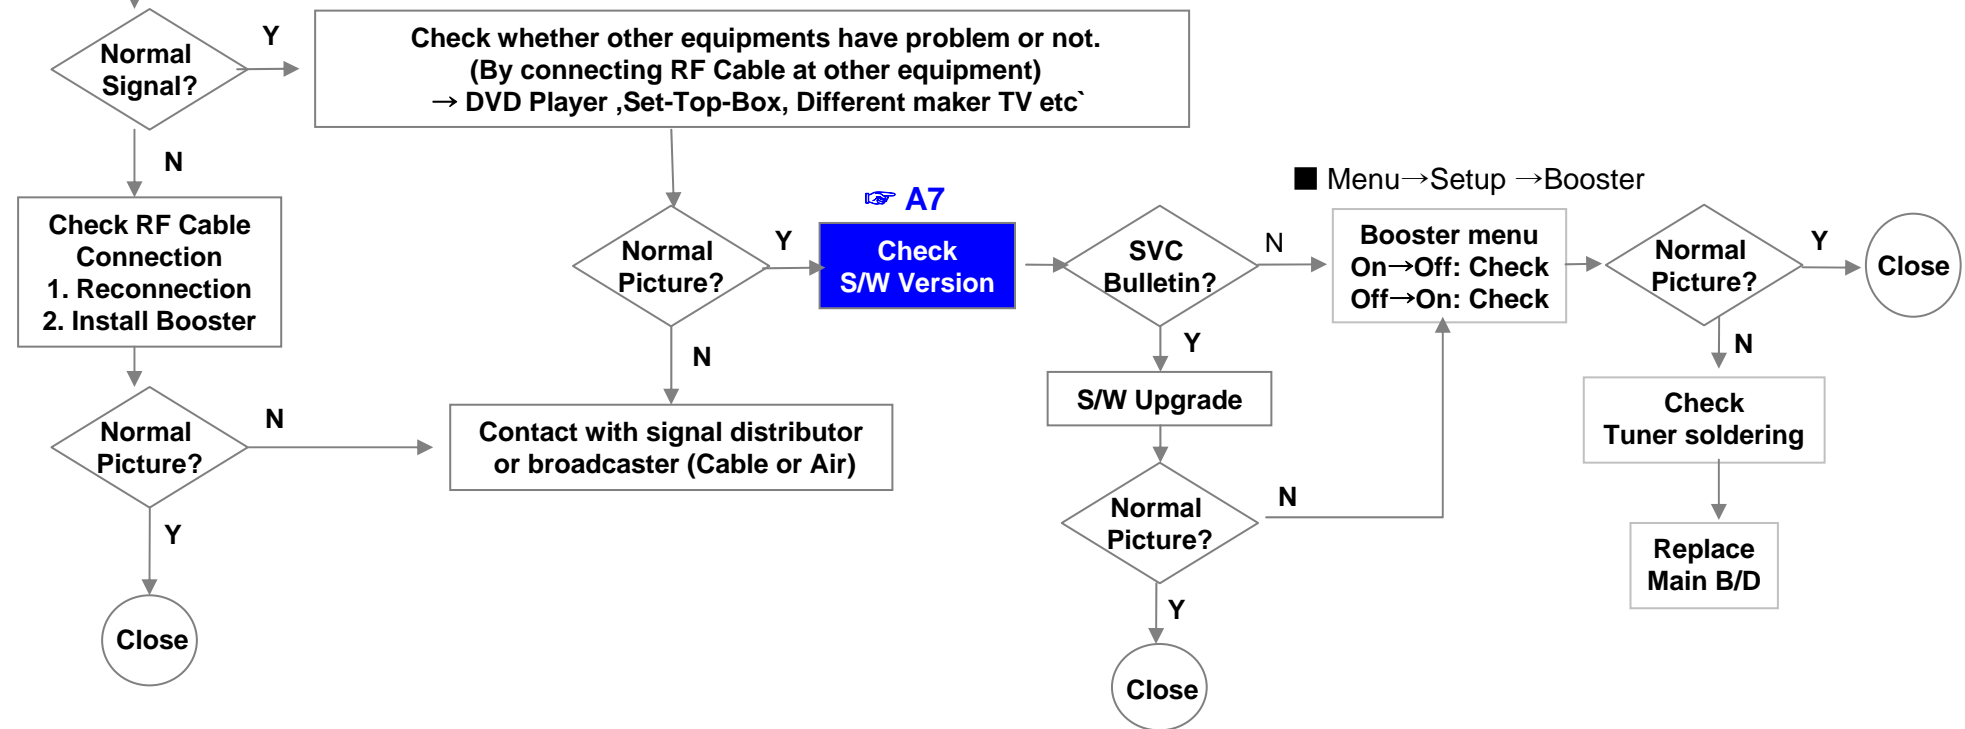 Normal
Signal?
Y
Check whether other equipments have problem or not.
(By connecting RF Cable at other equipment)
→ DVD Player ,Set-Top-Box, Different maker TV etc`
N
Check RF Cable
Connection
1. Reconnection
2. Install Booster
Normal
Picture?
Y
☞ A7
Check
S/W Version
SVC
Bulletin?
N
■ Menu→Setup →Booster
Booster menu
On→Off: Check
Off→On: Check
Normal
Picture?
Y
Close
N
Y
N
S/W Upgrade
Check
Tuner soldering
Normal
Picture?
N
Contact with signal distributor
or broadcaster (Cable or Air)
Normal
Picture?
N
Replace
Main B/D
Y
Close
Y
Close